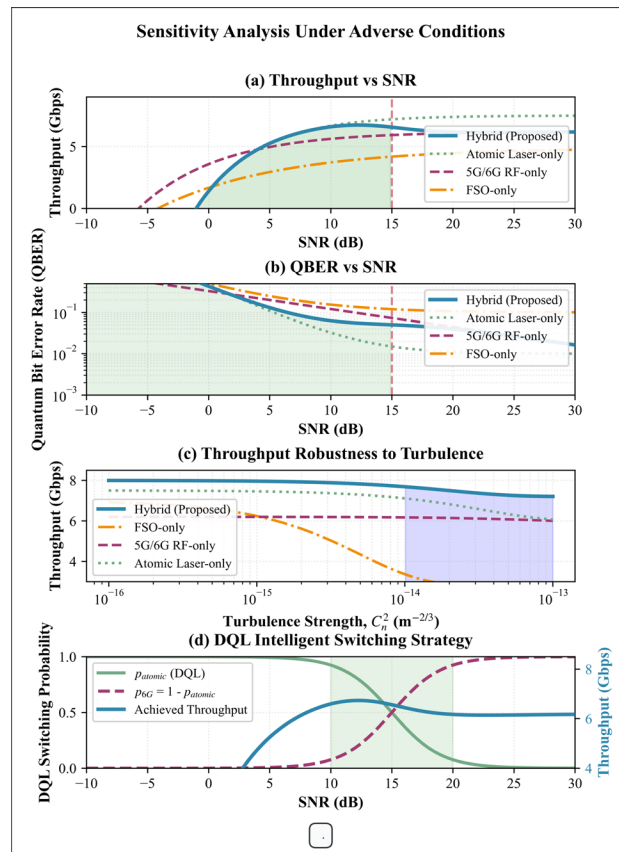 Sensitivity Analysis Under Adverse Conditions
(a) Throughput vs SNR
Throughput (Gbps)
5
0
Hybrid (Proposed)
Atomic Laser-only
5G/6G RF-only
FSO-only
−10 −5 0 5 10 15 20 25 30
SNR (dB)
(b) QBER vs SNR
Quantum Bit Error Rate (QBER)
10⁻¹
10⁻²
10⁻³
Hybrid (Proposed)
Atomic Laser-only
5G/6G RF-only
FSO-only
−10 −5 0 5 10 15 20 25 30
SNR (dB)
(c) Throughput Robustness to Turbulence
Throughput (Gbps)
8
6
4
Hybrid (Proposed)
FSO-only
5G/6G RF-only
Atomic Laser-only
10⁻¹⁶ 10⁻¹⁵ 10⁻¹⁴ 10⁻¹³
Turbulence Strength, C_n² (m⁻²/³)
(d) DQL Intelligent Switching Strategy
DQL Switching Probability
1.0
0.5
0.0
p_atomic (DQL)
p_6G = 1 - p_atomic
Achieved Throughput
8
6
4
Throughput (Gbps)
−10 −5 0 5 10 15 20 25 30
SNR (dB)
.